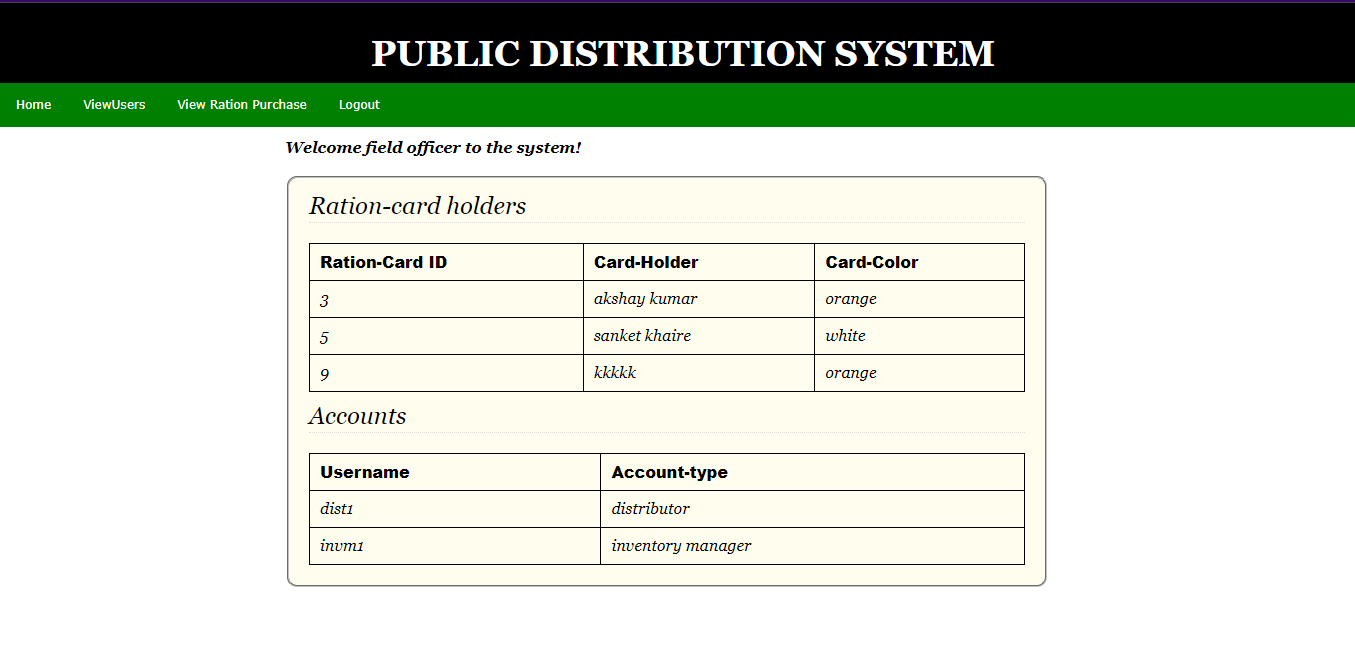 PUBLIC DISTRIBUTION SYSTEM
Home ViewUsers View Ration Purchase Logout
Welcome field officer to the system!
Ration-card holders
Ration-Card ID Card-Holder Card-Color
3 akshay kumar orange
5 sanket khaire white
9 kkkkk orange
Accounts
Username Account-type
dist1 distributor
invm1 inventory manager